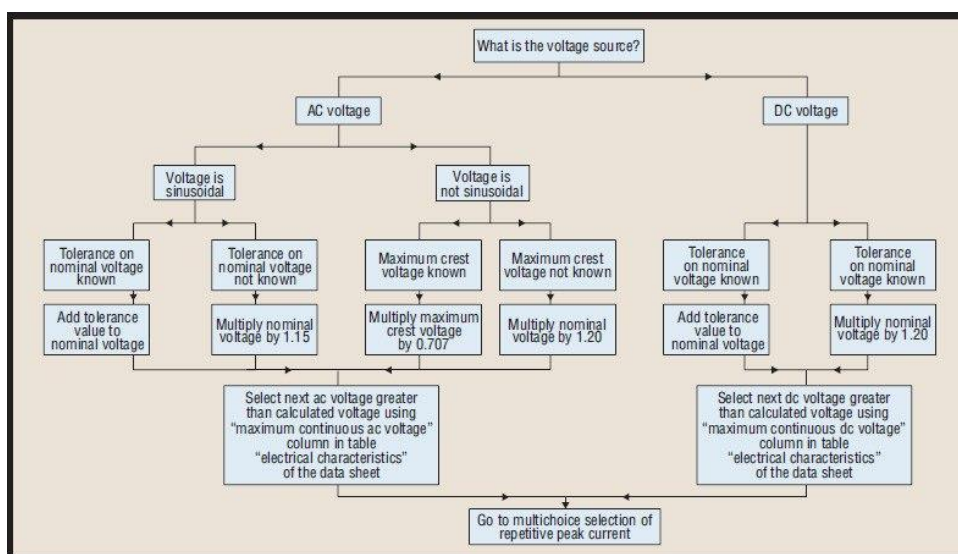 What is the voltage source?
AC voltage
DC voltage
Voltage is
sinusoidal
Voltage is
not sinusoidal
Tolerance on
nominal voltage
known
Tolerance on
nominal voltage
not known
Maximum crest
voltage known
Maximum crest
voltage not known
Tolerance
on nominal
voltage known
Tolerance
on nominal
voltage known
Add tolerance
value to
nominal voltage
Multiply nominal
voltage by 1.15
Multiply maximum
crest voltage
by 0.707
Multiply nominal
voltage by 1.20
Add tolerance
value to
nominal voltage
Multiply nominal
voltage by 1.20
Select next ac voltage greater
than calculated voltage using
“maximum continuous ac voltage”
column in table
“electrical characteristics”
of the data sheet
Select next dc voltage greater
than calculated voltage using
“maximum continuous dc voltage”
column in table
“electrical characteristics”
of the data sheet
Go to multichoice selection of
repetitive peak current